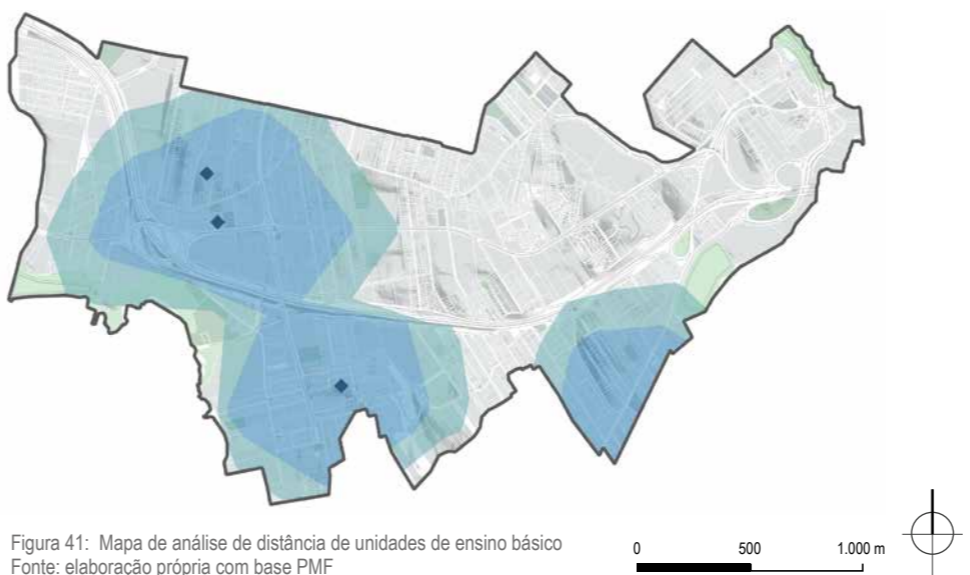 Figura 41: Mapa de análise de distância de unidades de ensino básico
Fonte: elaboração própria com base PMF
0 500 1.000 m